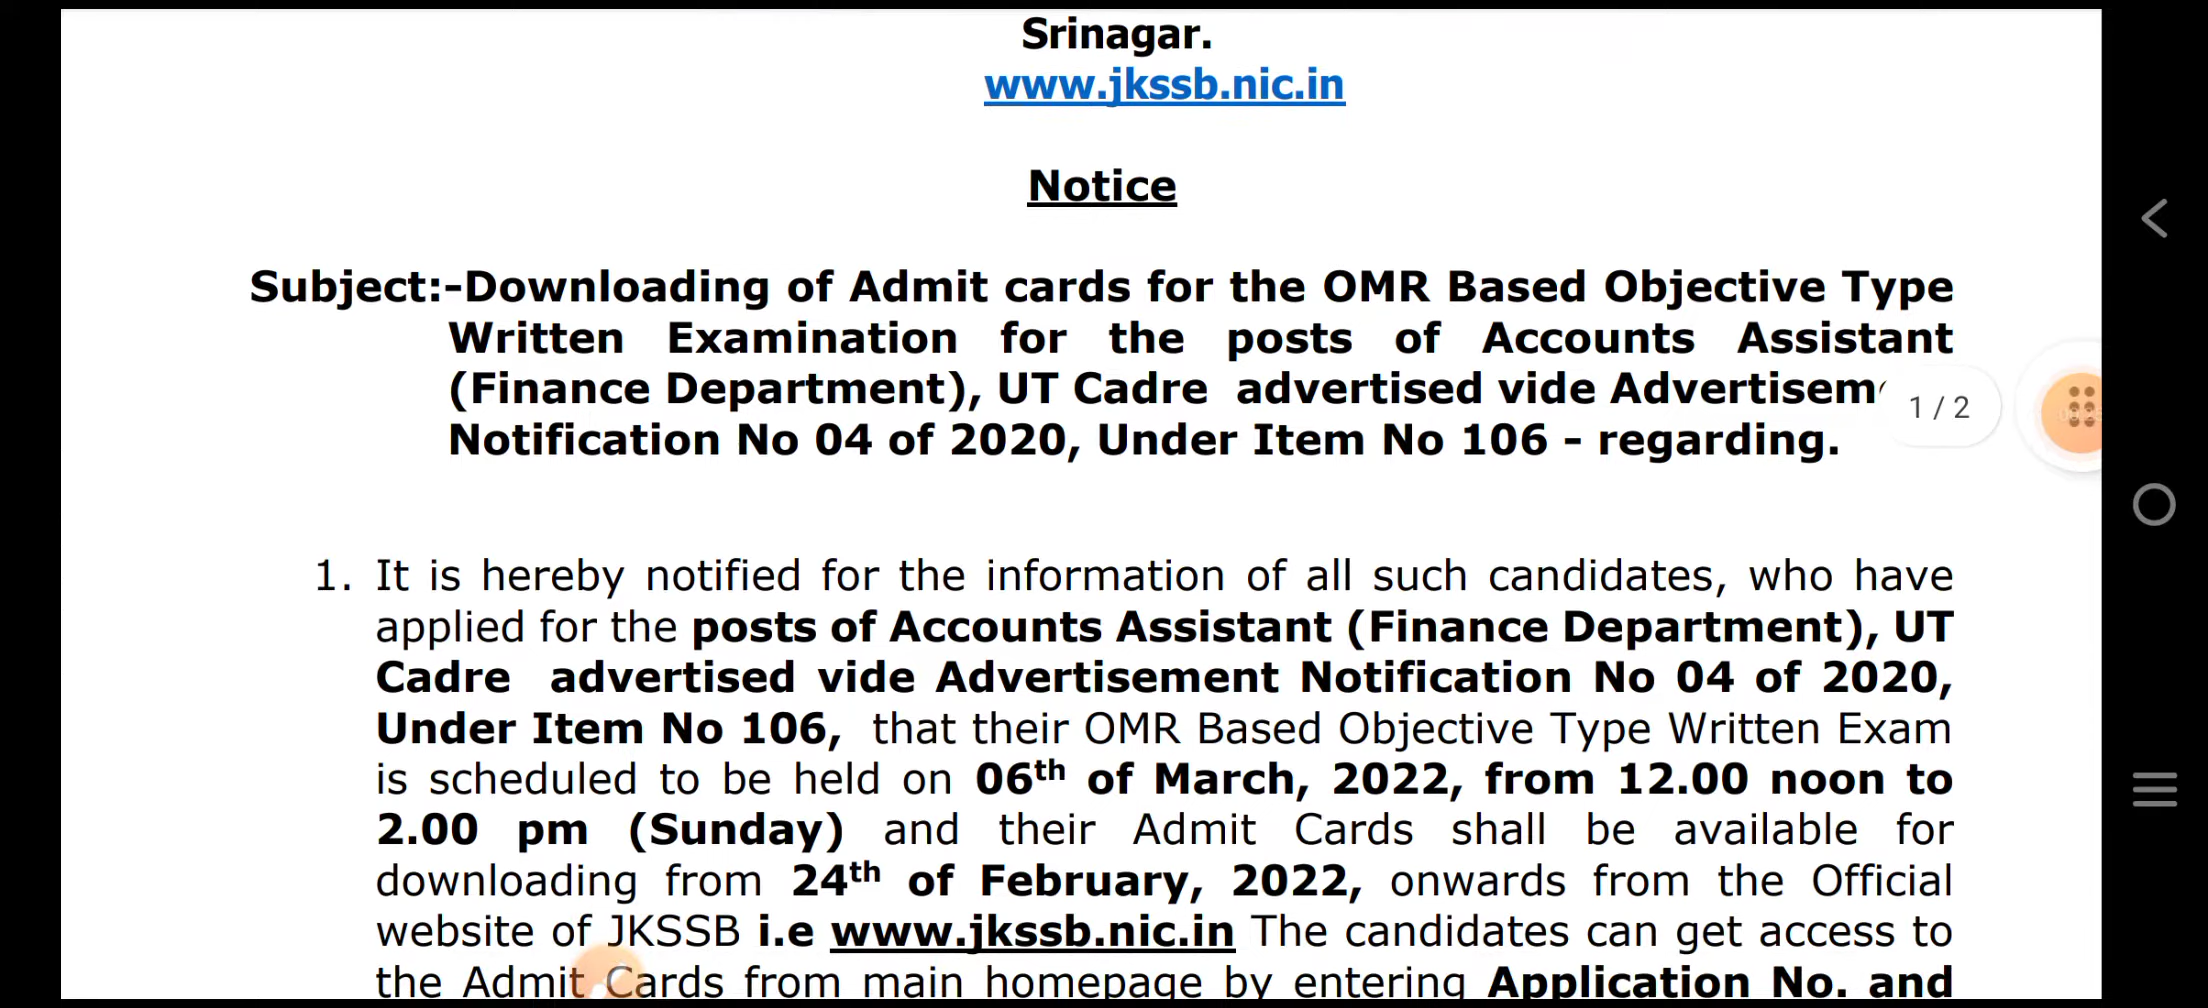 Srinagar.
www.jkssb.nic.in
Notice
Subject:-Downloading of Admit cards for the OMR Based Objective Type
Written Examination for the posts of Accounts Assistant
(Finance Department), UT Cadre advertised vide Advertisem
Notification No 04 of 2020, Under Item No 106 - regarding.
1 / 2
1. It is hereby notified for the information of all such candidates, who have
applied for the posts of Accounts Assistant (Finance Department), UT
Cadre advertised vide Advertisement Notification No 04 of 2020,
Under Item No 106, that their OMR Based Objective Type Written Exam
is scheduled to be held on 06th of March, 2022, from 12.00 noon to
2.00 pm (Sunday) and their Admit Cards shall be available for
downloading from 24th of February, 2022, onwards from the Official
website of JKSSB i.e www.jkssb.nic.in The candidates can get access to
the Admit Cards from main homepage by entering Application No. and